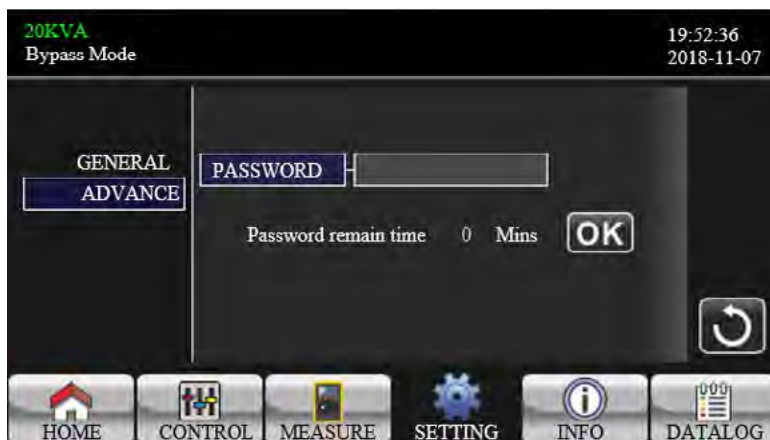 20KVA
Bypass Mode
19:52:36
2018-11-07
GENERAL
ADVANCE
PASSWORD
Password remain time 0 Mins
OK
HOME
CONTROL
MEASURE
SETTING
INFO
DATALOG